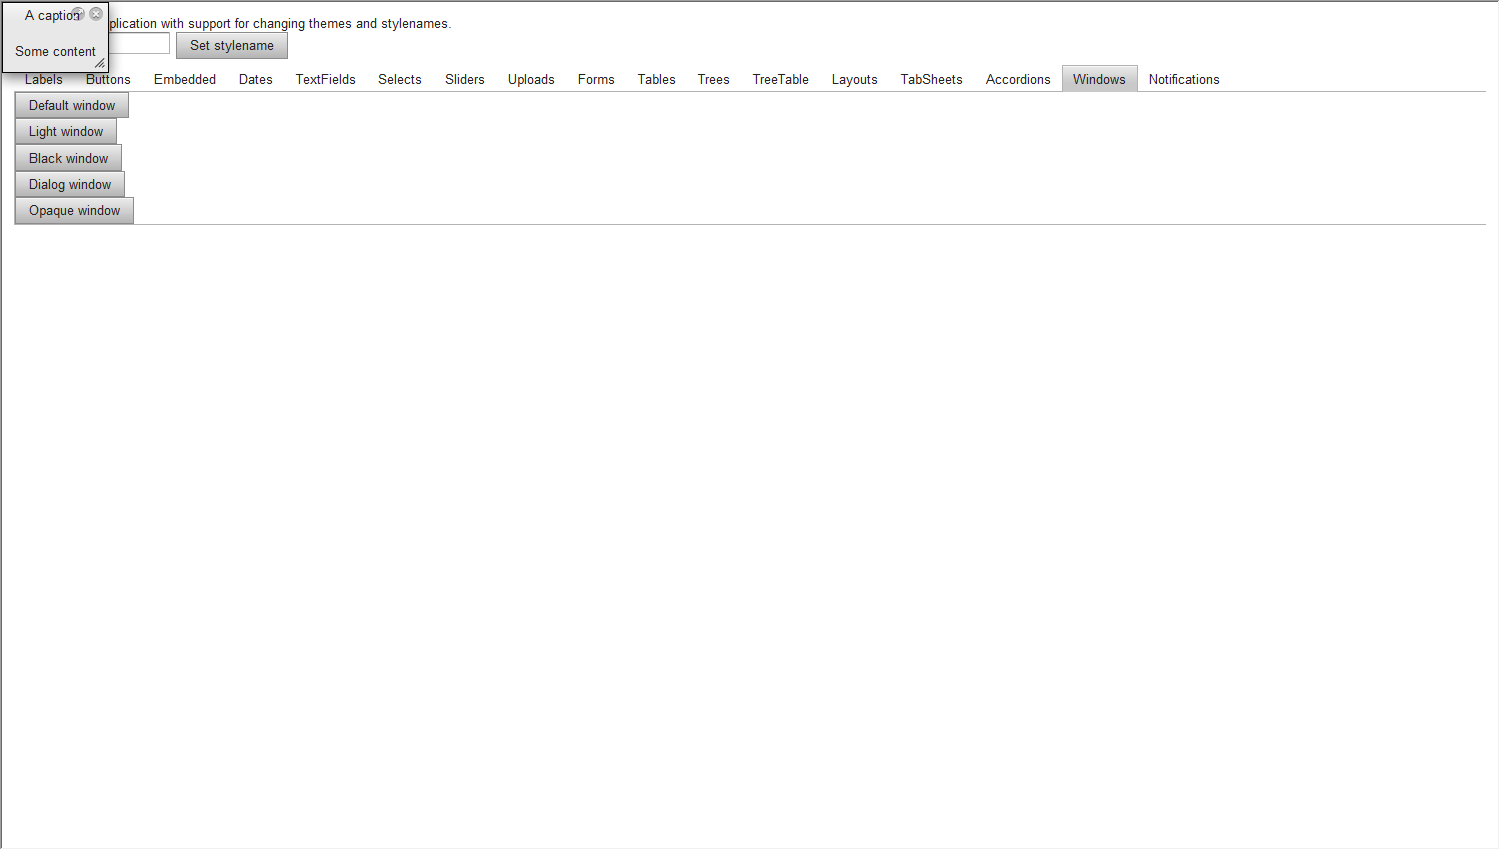 A caption
Some content
plication with support for changing themes and stylenames.
Set stylename
Labels Buttons Embedded Dates TextFields Selects Sliders Uploads Forms Tables Trees TreeTable Layouts TabSheets Accordions Windows Notifications
Default window
Light window
Black window
Dialog window
Opaque window